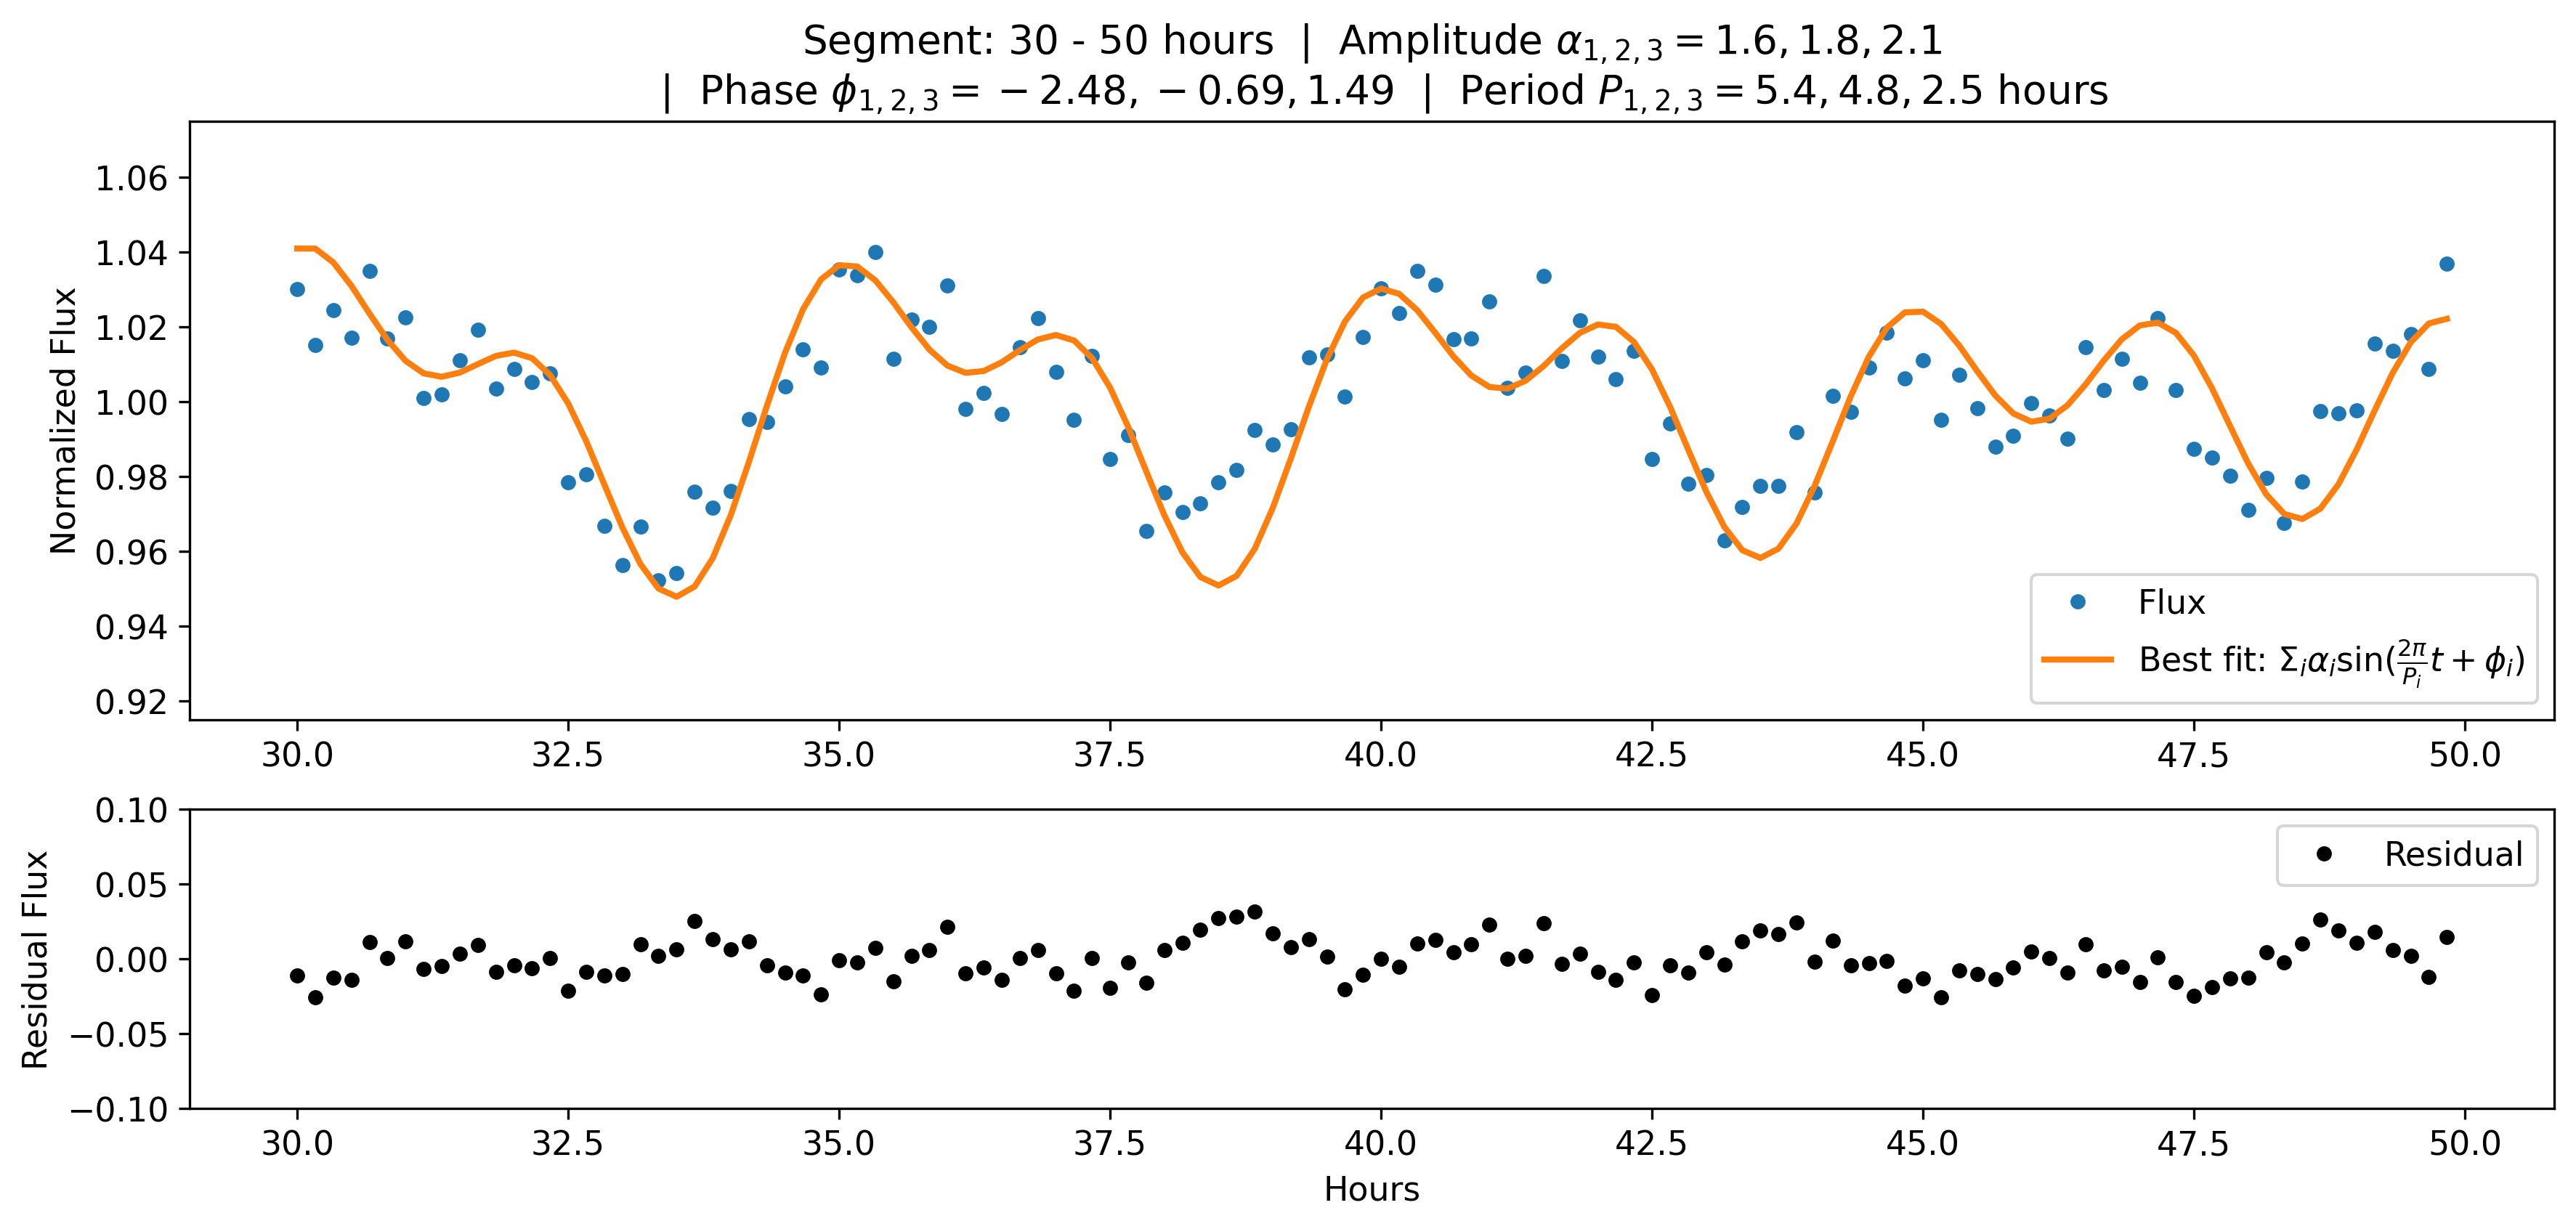 Segment: 30 - 50 hours | Amplitude α₁,₂,₃ = 1.6, 1.8, 2.1
| Phase ϕ₁,₂,₃ = − 2.48, − 0.69, 1.49 | Period P₁,₂,₃ = 5.4, 4.8, 2.5 hours
Normalized Flux
1.06
1.04
1.02
1.00
0.98
0.96
0.94
0.92
Flux
Best fit: Σᵢαᵢsin(2π/Pᵢ t + ϕᵢ)
30.0 32.5 35.0 37.5 40.0 42.5 45.0 47.5 50.0
Residual Flux
0.10
0.05
0.00
−0.05
−0.10
Residual
30.0 32.5 35.0 37.5 40.0 42.5 45.0 47.5 50.0
Hours